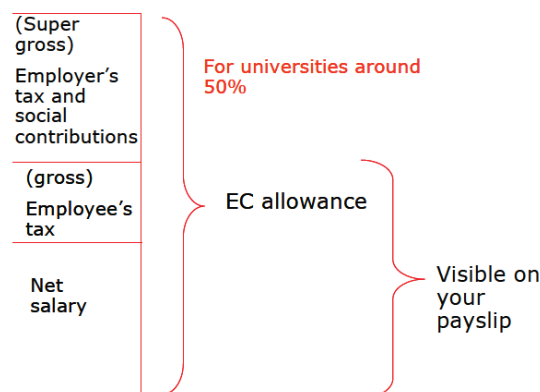 (Super
gross)
Employer's
tax and
social
contributions
For universities around
50%
(gross)
Employee's
tax
EC allowance
Net
salary
Visible on
your
payslip